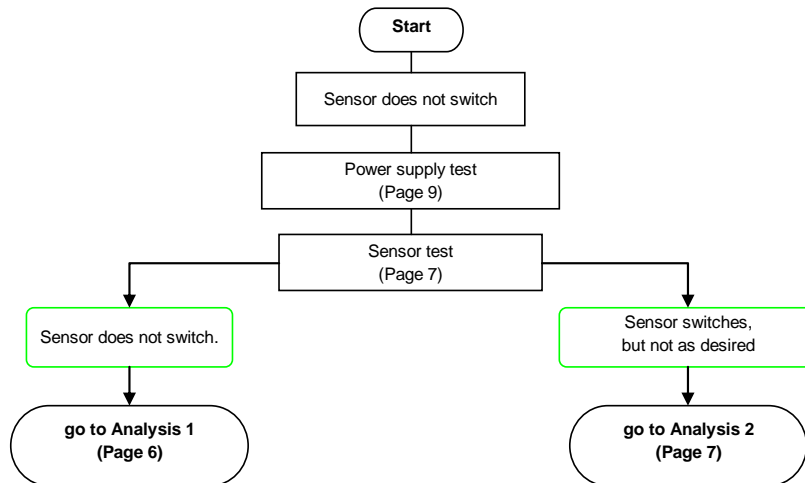 Start
Sensor does not switch
Power supply test
(Page 9)
Sensor test
(Page 7)
Sensor does not switch.
Sensor switches,
but not as desired
go to Analysis 1
(Page 6)
go to Analysis 2
(Page 7)